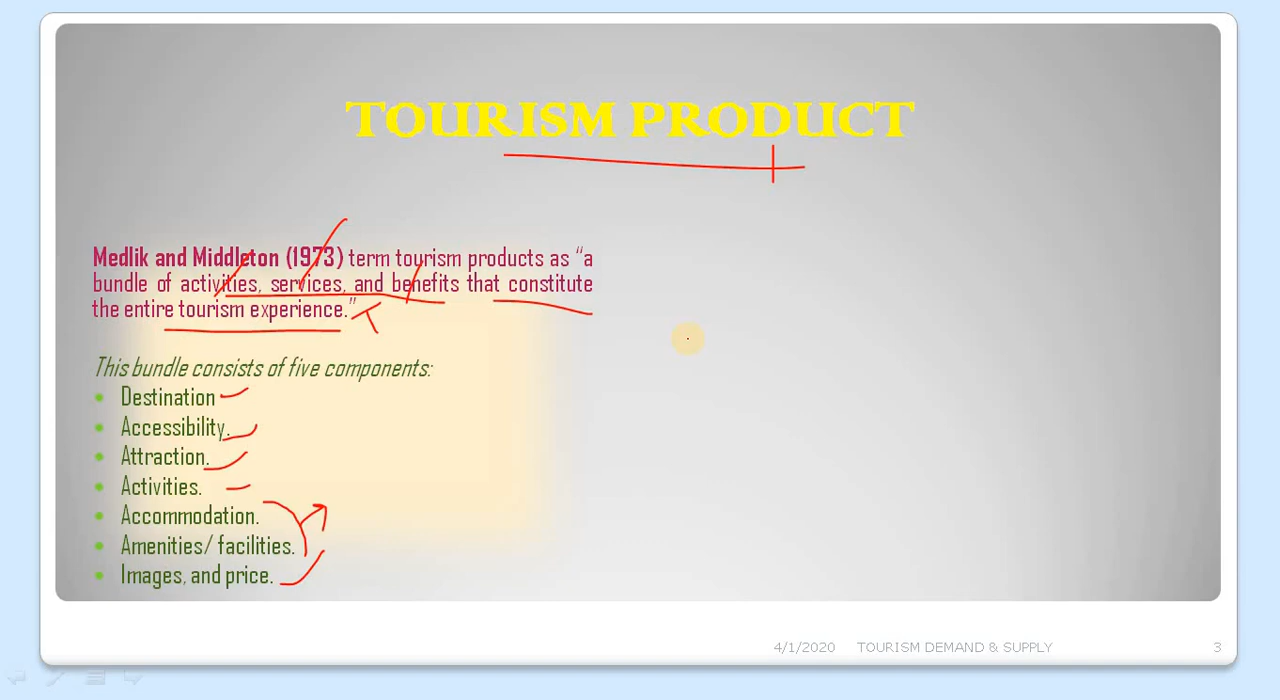 TOURISM PRODUCT
Medlik and Middleton (1973) term tourism products as “a
bundle of activities, services, and benefits that constitute
the entire tourism experience.”
This bundle consists of five components:
• Destination
• Accessibility.
• Attraction.
• Activities.
• Accommodation.
• Amenities/ facilities.
• Images, and price.
4/1/2020 TOURISM DEMAND & SUPPLY 3